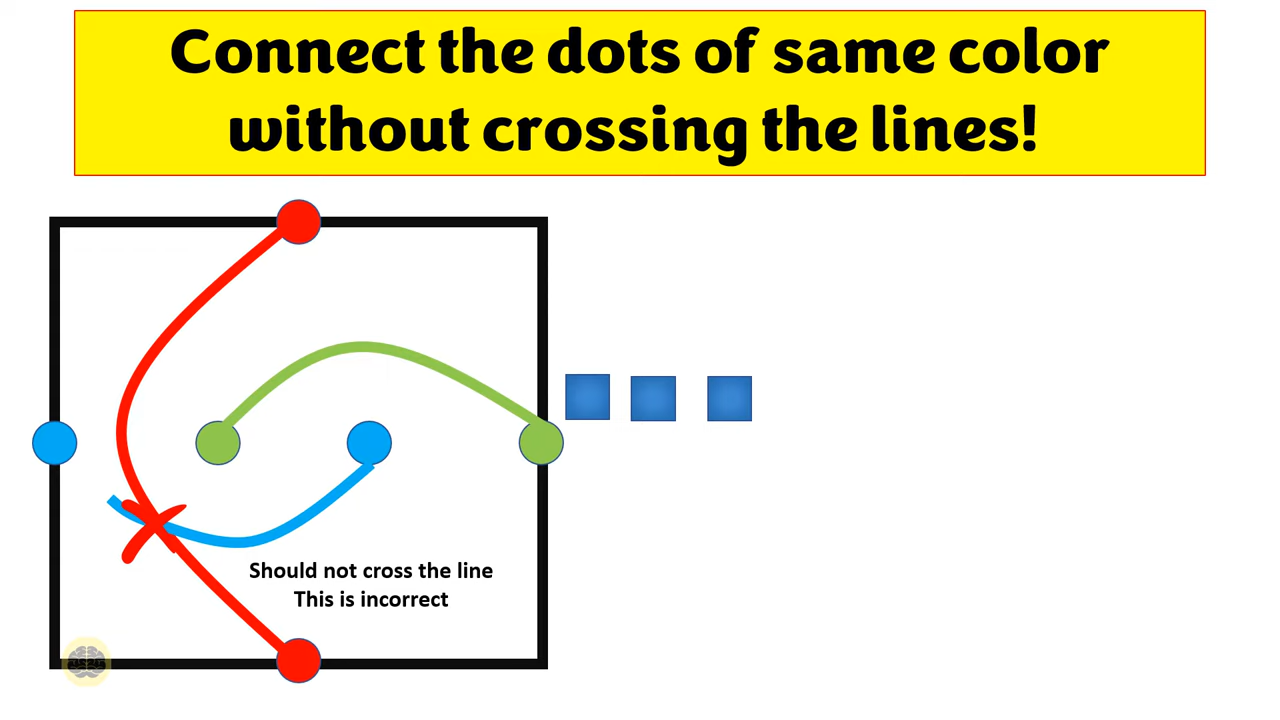 Connect the dots of same color
without crossing the lines!
Should not cross the line
This is incorrect